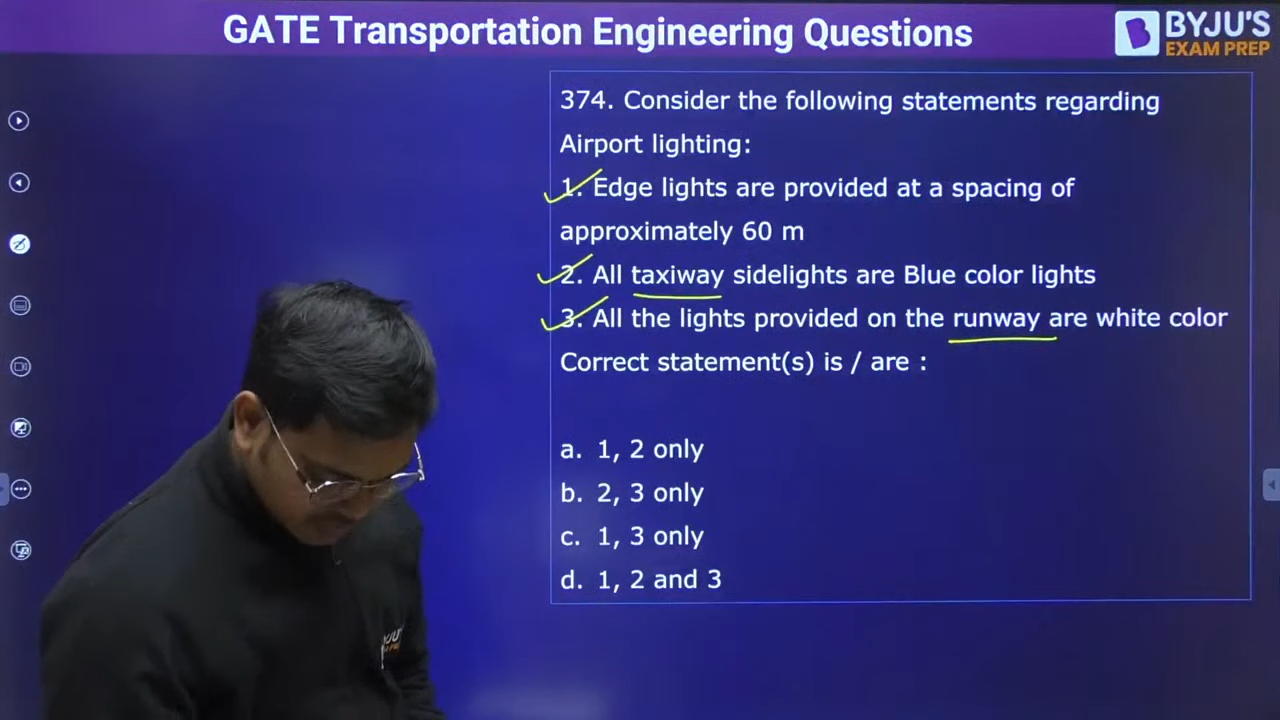 GATE Transportation Engineering Questions
BYJU'S
EXAM PREP
374. Consider the following statements regarding
Airport lighting:
1. Edge lights are provided at a spacing of
approximately 60 m
2. All taxiway sidelights are Blue color lights
3. All the lights provided on the runway are white color
Correct statement(s) is / are :
a. 1, 2 only
b. 2, 3 only
c. 1, 3 only
d. 1, 2 and 3